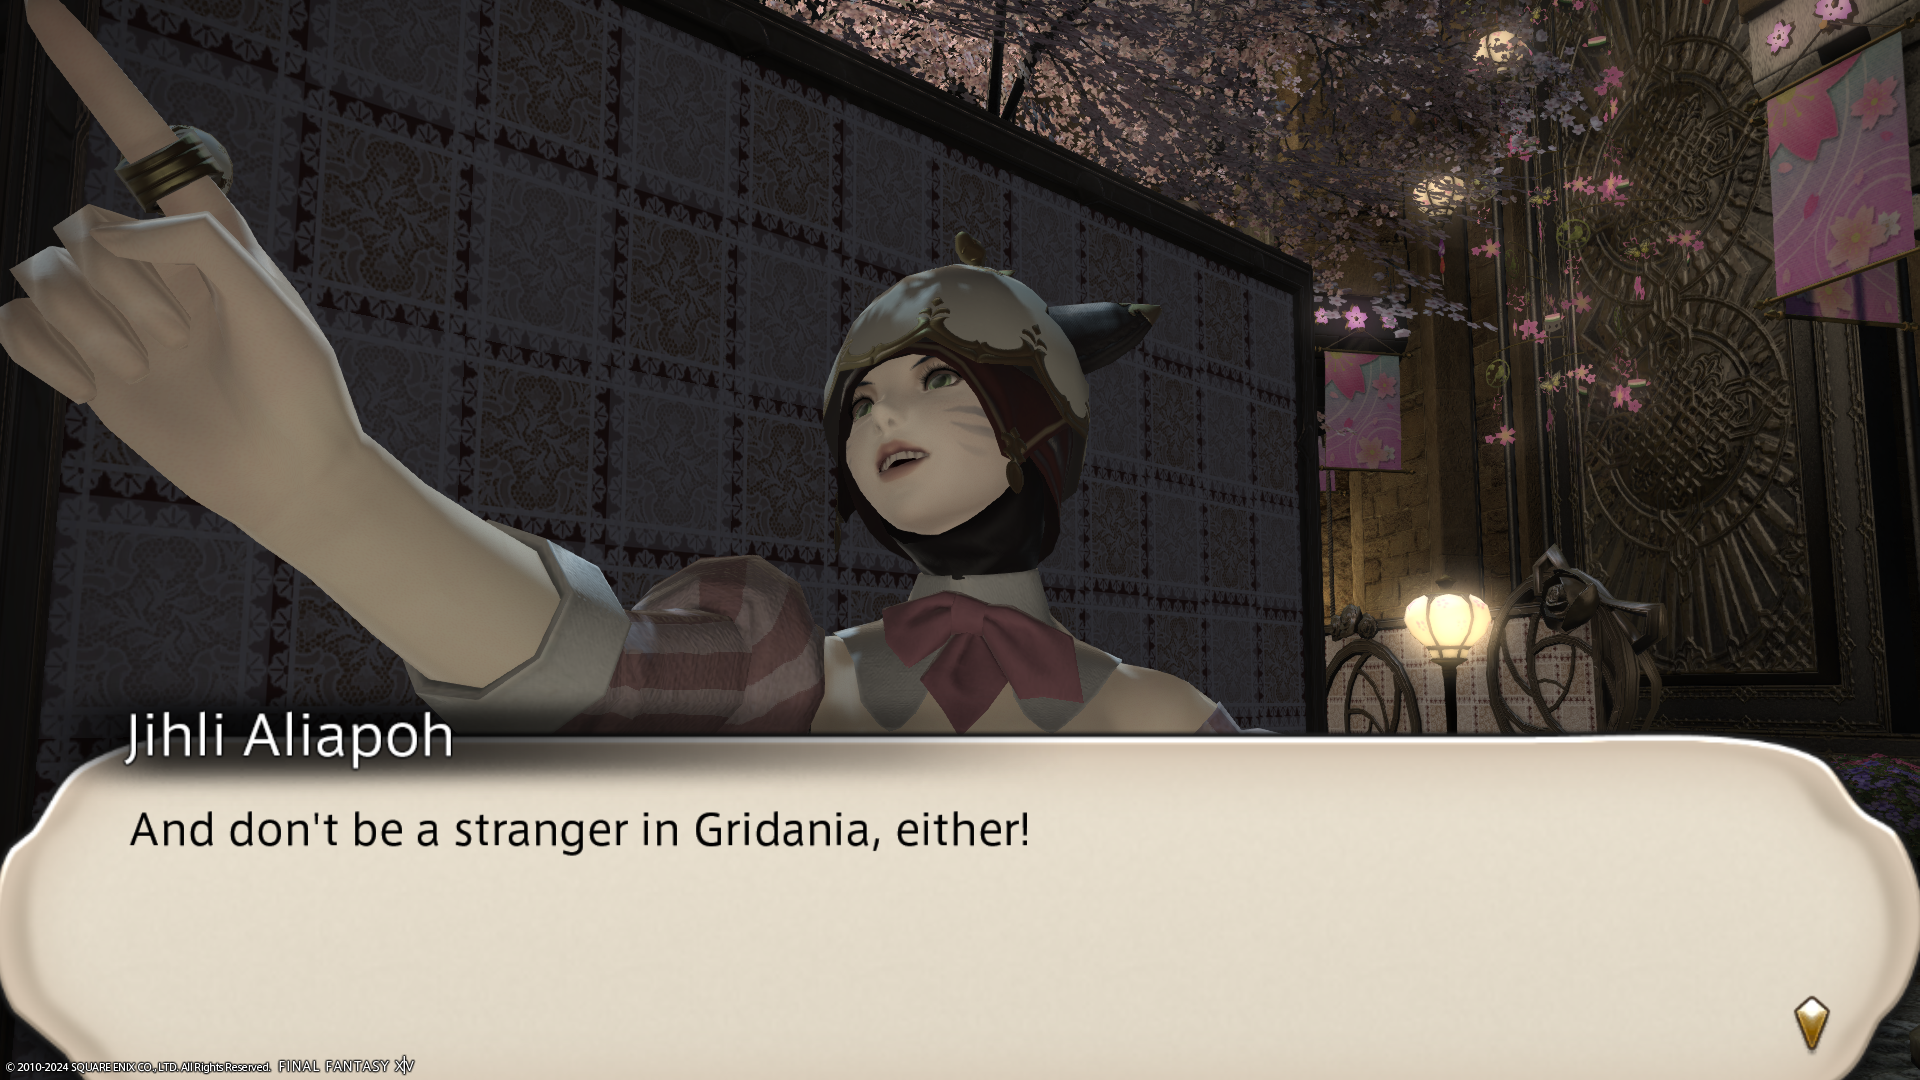 Jihli Aliapoh
And don't be a stranger in Gridania, either!
© 2010-2024 SQUARE ENIX CO., LTD. All Rights Reserved. FINAL FANTASY XIV